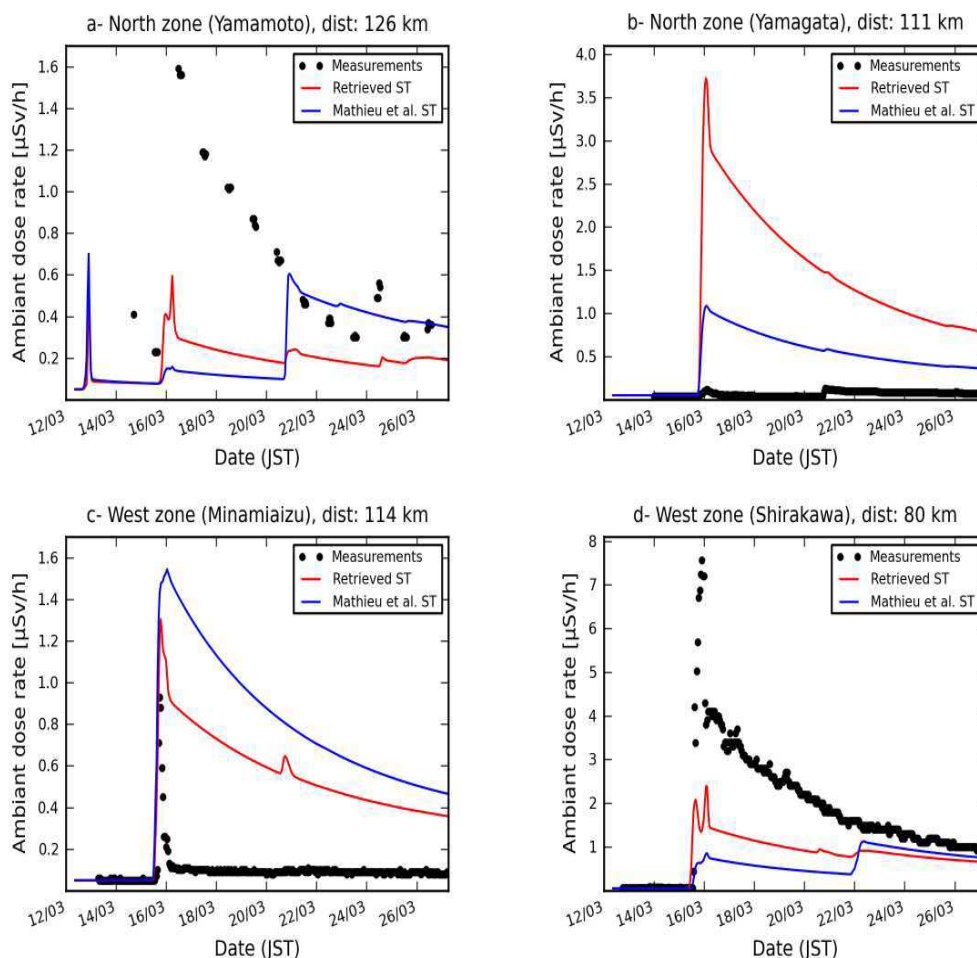 a- North zone (Yamamoto), dist: 126 km
Ambiant dose rate [µSv/h]
1.6
1.4
1.2
1.0
0.8
0.6
0.4
0.2
Measurements
Retrieved ST
Mathieu et al. ST
12/03
14/03
16/03
18/03
20/03
22/03
24/03
26/03
Date (JST)
b- North zone (Yamagata), dist: 111 km
Ambiant dose rate [µSv/h]
4.0
3.5
3.0
2.5
2.0
1.5
1.0
0.5
Measurements
Retrieved ST
Mathieu et al. ST
12/03
14/03
16/03
18/03
20/03
22/03
24/03
26/03
Date (JST)
c- West zone (Minamiaizu), dist: 114 km
Ambiant dose rate [µSv/h]
1.6
1.4
1.2
1.0
0.8
0.6
0.4
0.2
Measurements
Retrieved ST
Mathieu et al. ST
12/03
14/03
16/03
18/03
20/03
22/03
24/03
26/03
Date (JST)
d- West zone (Shirakawa), dist: 80 km
Ambiant dose rate [µSv/h]
8
7
6
5
4
3
2
1
Measurements
Retrieved ST
Mathieu et al. ST
12/03
14/03
16/03
18/03
20/03
22/03
24/03
26/03
Date (JST)